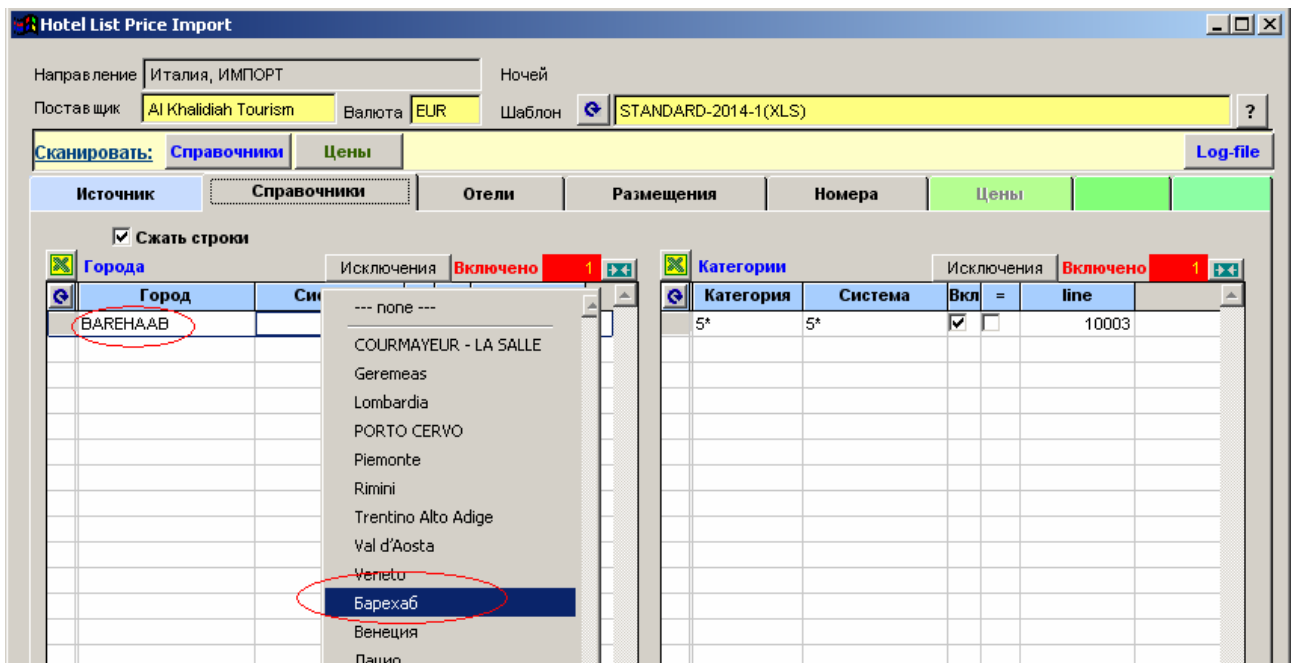 Hotel List Price Import
Направление Италия, ИМПОРТ Ночей
Поставщик Al Khalidiah Tourism Валюта EUR Шаблон STANDARD-2014-1(XLS) ?
Сканировать: Справочники Цены Log-file
Источник Справочники Отели Размещения Номера Цены
Сжать строки
Города Исключения Включено 1 Категории Исключения Включено 1
Город Сис Категория Система Вкл = line
BAREHAAB 5* 5* 10003
--- none ---
COURMAYEUR - LA SALLE
Geremeas
Lombardia
PORTO CERVO
Piemonte
Rimini
Trentino Alto Adige
Val d'Aosta
Veneto
Барехаб
Венеция
Лацио